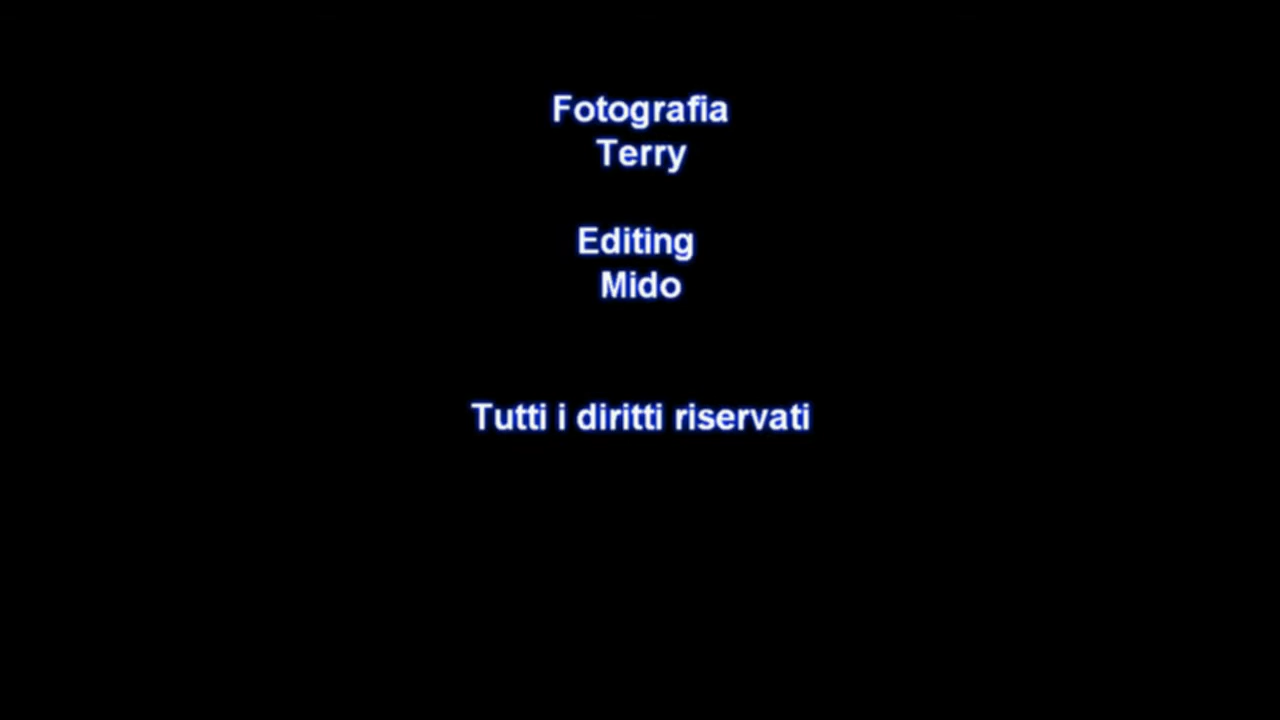 Fotografia
Terry
Editing
Mido
Tutti i diritti riservati